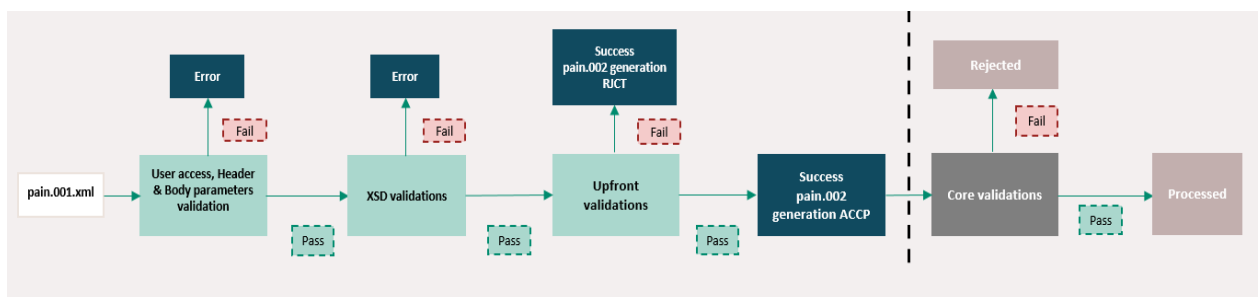 Error
Error
Success
pain.002 generation
RJCT
Rejected
Fail
Fail
Fail
Fail
pain.001.xml
User access, Header
& Body parameters
validation
XSD validations
Upfront
validations
Success
pain.002
generation ACCP
Core validations
Processed
Pass
Pass
Pass
Pass